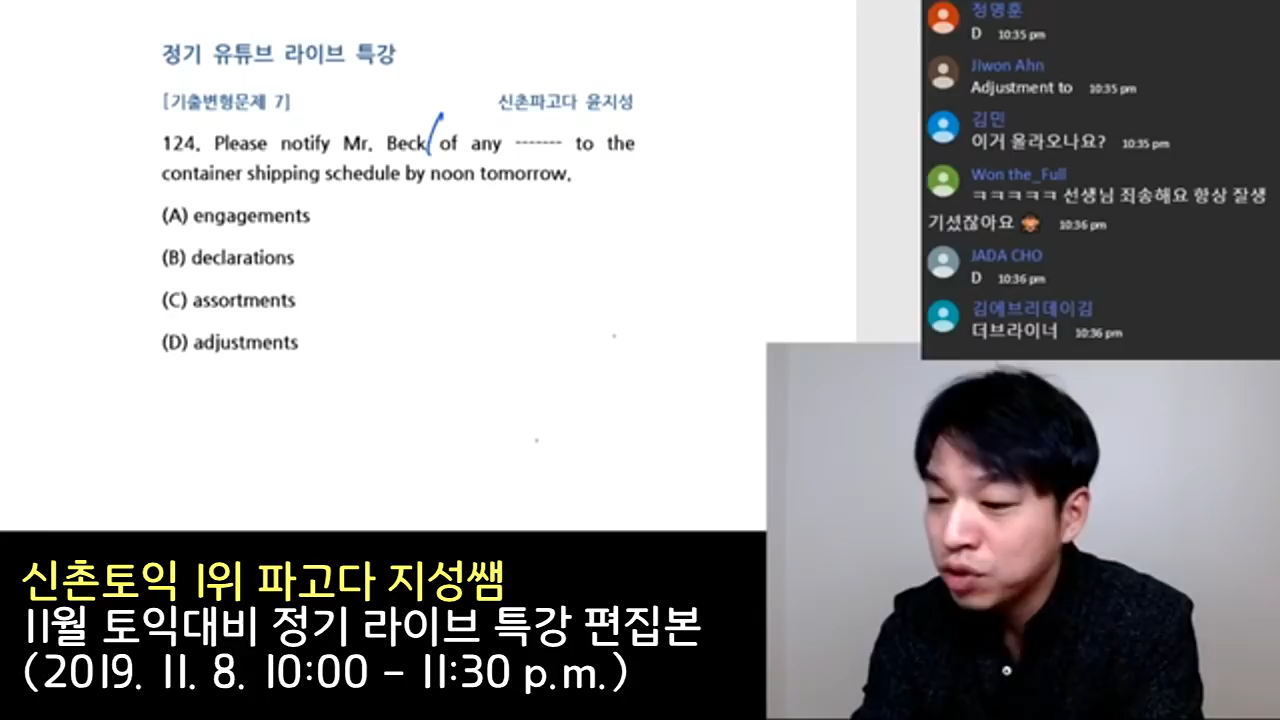 정기 유튜브 라이브 특강
[기출변형문제 7] 신촌파고다 윤지성
124. Please notify Mr. Beck of any ------- to the
container shipping schedule by noon tomorrow.
(A) engagements
(B) declarations
(C) assortments
(D) adjustments
정명훈
D 10:35 pm
Jiwon Ahn
Adjustment to 10:35 pm
김민
이거 올라오나요? 10:35 pm
Won the_Full
ㅋㅋㅋㅋㅋ 선생님 죄송해요 항상 잘생
기셨잖아요 10:36 pm
JADA CHO
D 10:36 pm
김에브리데이김
더브라이너 10:36 pm
신촌토익 1위 파고다 지성쌤
11월 토익대비 정기 라이브 특강 편집본
(2019. 11. 8. 10:00 - 11:30 p.m.)